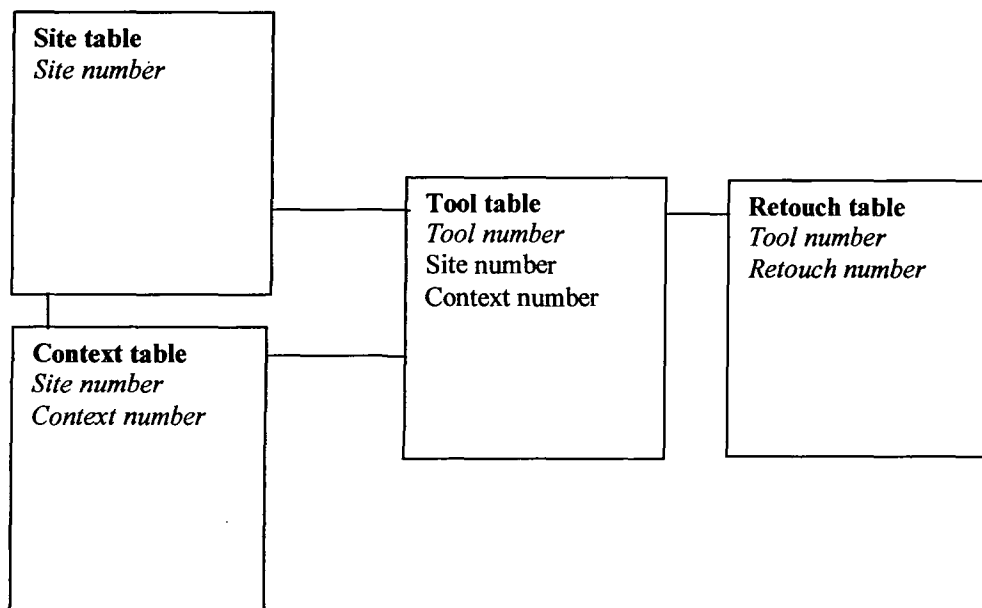 Site table
Site number
Context table
Site number
Context number
Tool table
Tool number
Site number
Context number
Retouch table
Tool number
Retouch number